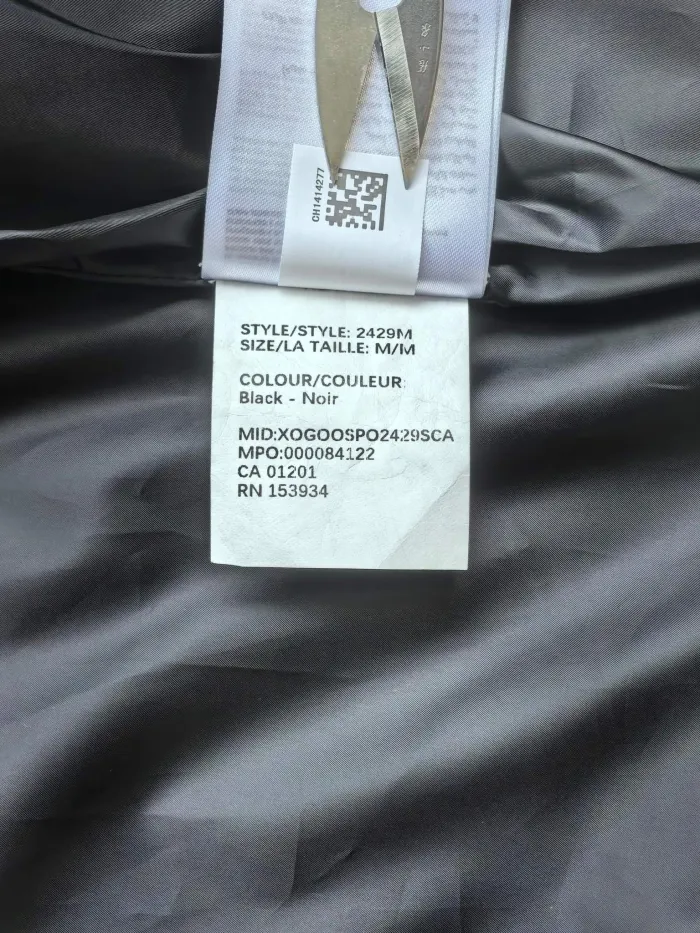 CH1414277
STYLE/STYLE: 2429M
SIZE/LA TAILLE: M/M
COLOUR/COULEUR:
Black - Noir
MID:XOGOOSPO2429SCA
MPO:000084122
CA 01201
RN 153934